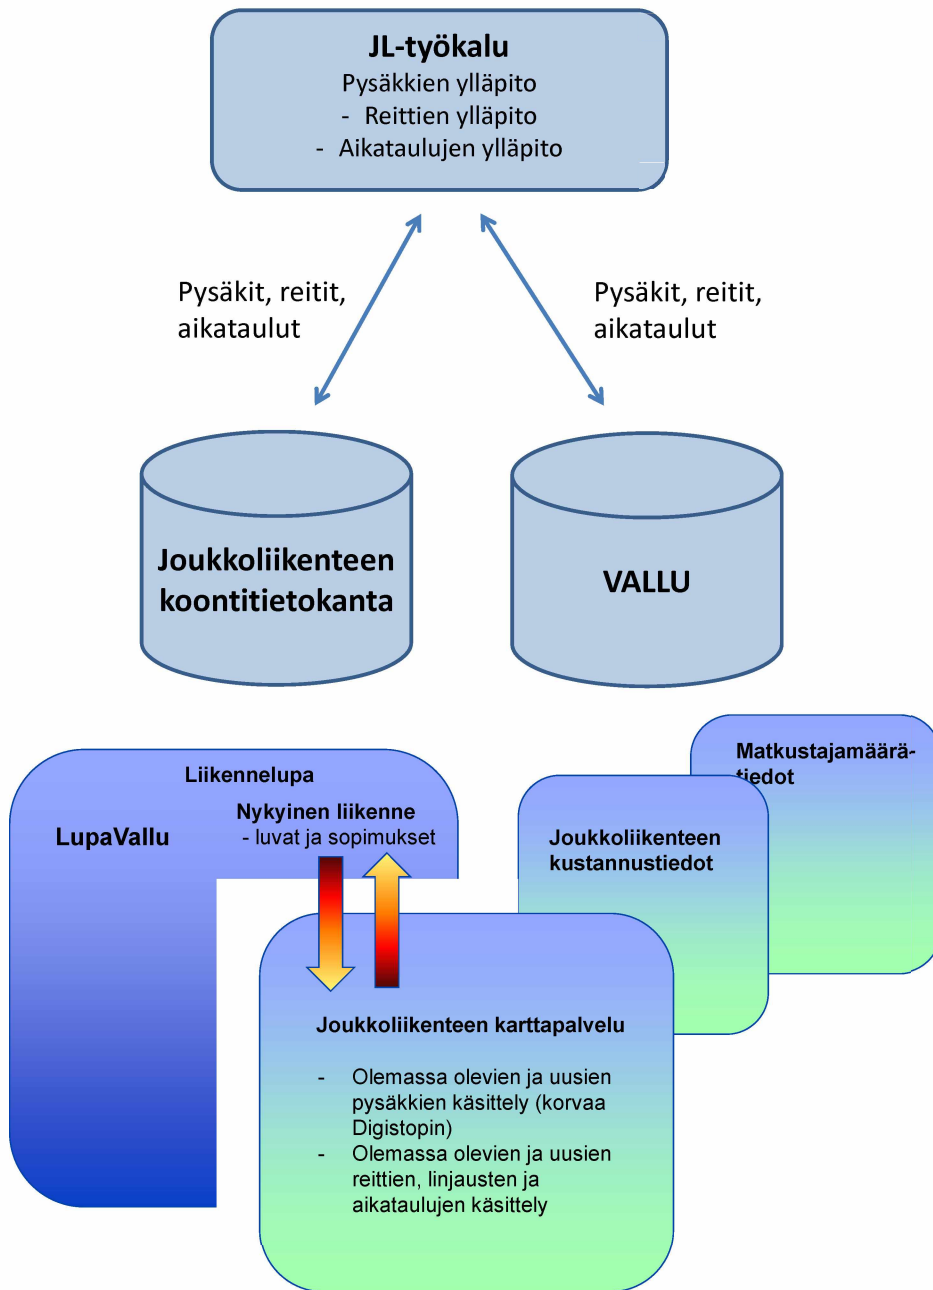 JL-työkalu
Pysäkkien ylläpito
- Reittien ylläpito
- Aikataulujen ylläpito
Pysäkit, reitit,
aikataulut
Pysäkit, reitit,
aikataulut
Joukkoliikenteen
koontitietokanta
VALLU
Liikennelupa
Nykyinen liikenne
- luvat ja sopimukset
LupaVallu
Matkustajamäärä-
tiedot
Joukkoliikenteen
kustannustiedot
Joukkoliikenteen karttapalvelu
- Olemassa olevien ja uusien
pysäkkien käsittely (korvaa
Digistopin)
- Olemassa olevien ja uusien
reittien, linjausten ja
aikataulujen käsittely